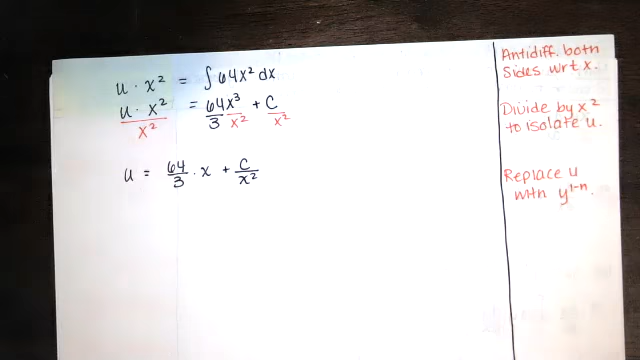 u · x² = ∫ 64x² dx
u · x² / x² = 64x³ / 3x² + C / x²
u = 64/3 · x + C/x²
Antidiff. both
Sides wrt x.
Divide by x²
to isolate u.
Replace u
with y¹⁻ⁿ.